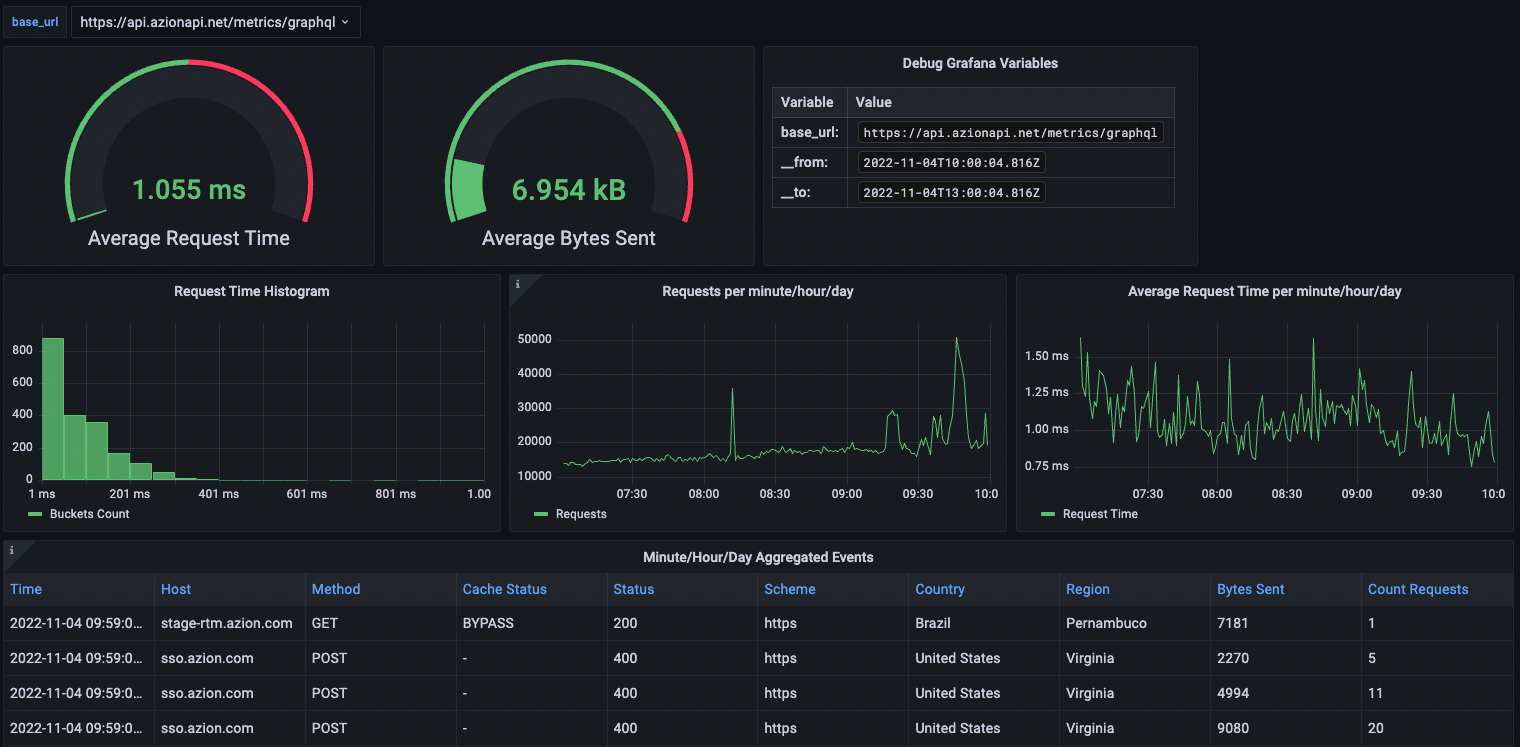 base_url https://api.azionapi.net/metrics/graphql
1.055 ms
Average Request Time
6.954 kB
Average Bytes Sent
Debug Grafana Variables
Variable Value
base_url: https://api.azionapi.net/metrics/graphql
__from: 2022-11-04T10:00:04.816Z
__to: 2022-11-04T13:00:04.816Z
Request Time Histogram
800
600
400
200
0
1 ms 201 ms 401 ms 601 ms 801 ms 1.00
Buckets Count
i
Requests per minute/hour/day
50000
40000
30000
20000
10000
07:30 08:00 08:30 09:00 09:30 10:0
Requests
Average Request Time per minute/hour/day
1.50 ms
1.25 ms
1.00 ms
0.75 ms
07:30 08:00 08:30 09:00 09:30 10:0
Request Time
i
Minute/Hour/Day Aggregated Events
Time Host Method Cache Status Status Scheme Country Region Bytes Sent Count Requests
2022-11-04 09:59:0... stage-rtm.azion.com GET BYPASS 200 https Brazil Pernambuco 7181 1
2022-11-04 09:59:0... sso.azion.com POST - 400 https United States Virginia 2270 5
2022-11-04 09:59:0... sso.azion.com POST - 400 https United States Virginia 4994 11
2022-11-04 09:59:0... sso.azion.com POST - 400 https United States Virginia 9080 20